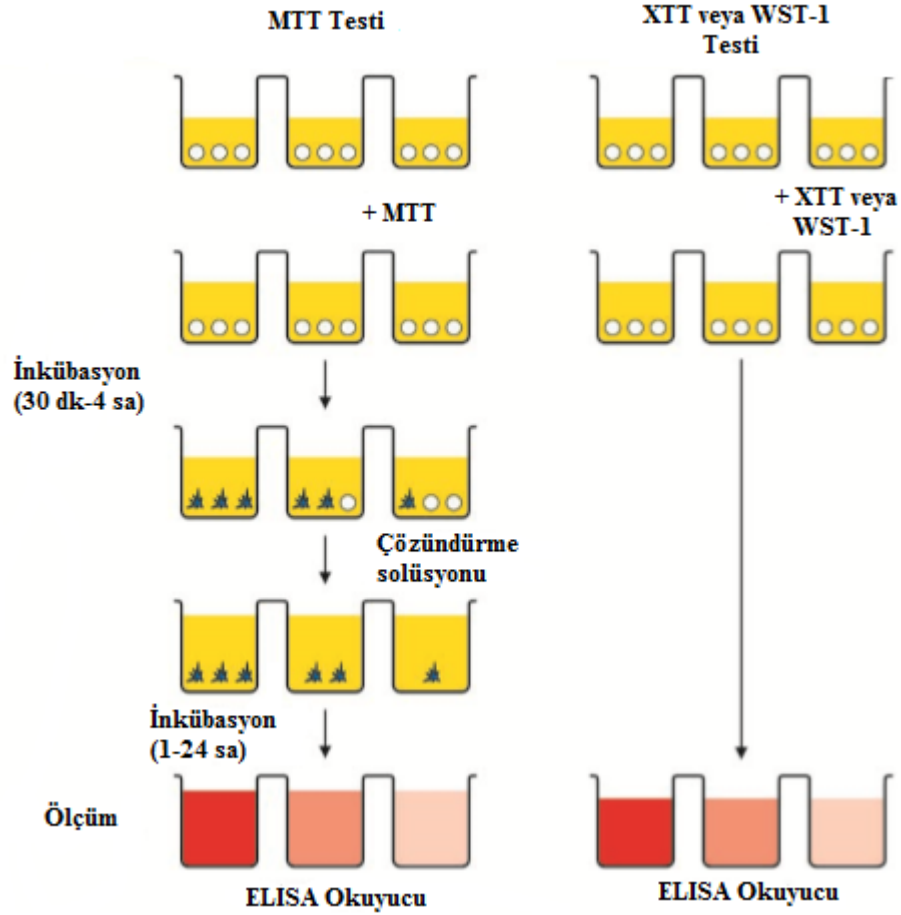 MTT Testi
XTT veya WST-1
Testi
+ MTT
+ XTT veya
WST-1
İnkübasyon
(30 dk-4 sa)
Çözündürme
solüsyonu
İnkübasyon
(1-24 sa)
Ölçüm
ELISA Okuyucu
ELISA Okuyucu